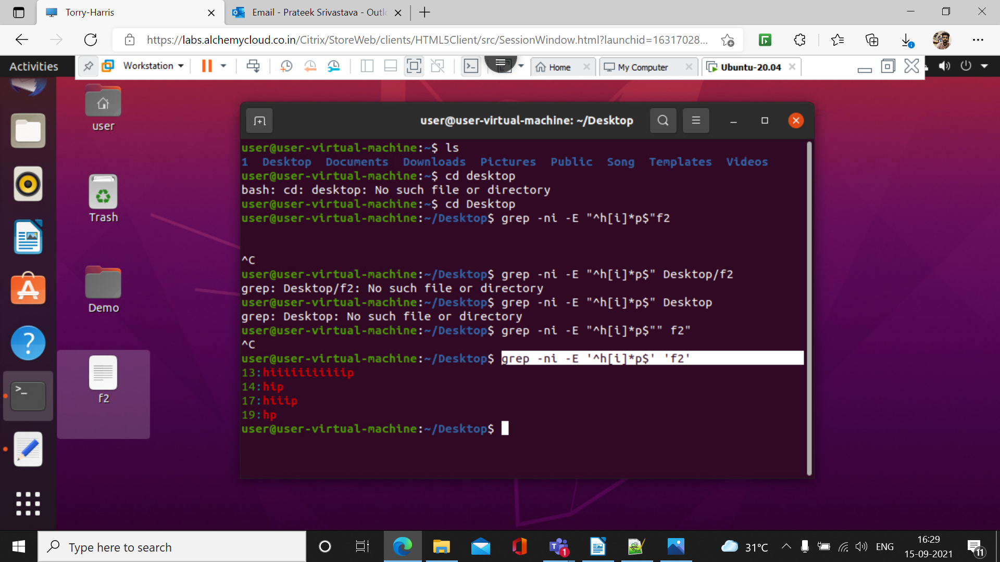 Torry-Harris
Email - Prateek Srivastava - Outl
https://labs.alchemycloud.co.in/Citrix/StoreWeb/clients/HTML5Client/src/SessionWindow.html?launchid=16317028...
Activities
Workstation
Home
My Computer
Ubuntu-20.04
user
Trash
Demo
f2
user@user-virtual-machine: ~/Desktop
user@user-virtual-machine:~$ ls
1 Desktop Documents Downloads Pictures Public Song Templates Videos
user@user-virtual-machine:~$ cd desktop
bash: cd: desktop: No such file or directory
user@user-virtual-machine:~$ cd Desktop
user@user-virtual-machine:~/Desktop$ grep -ni -E "^h[i]*p$"f2
^C
user@user-virtual-machine:~/Desktop$ grep -ni -E "^h[i]*p$" Desktop/f2
grep: Desktop/f2: No such file or directory
user@user-virtual-machine:~/Desktop$ grep -ni -E "^h[i]*p$" Desktop
grep: Desktop: No such file or directory
user@user-virtual-machine:~/Desktop$ grep -ni -E "^h[i]*p$"" f2"
^C
user@user-virtual-machine:~/Desktop$ grep -ni -E '^h[i]*p$' 'f2'
13:hiiiiiiiiiiip
14:hip
17:hiiip
19:hp
user@user-virtual-machine:~/Desktop$
Type here to search
1
31°C
ENG
16:29
15-09-2021
11